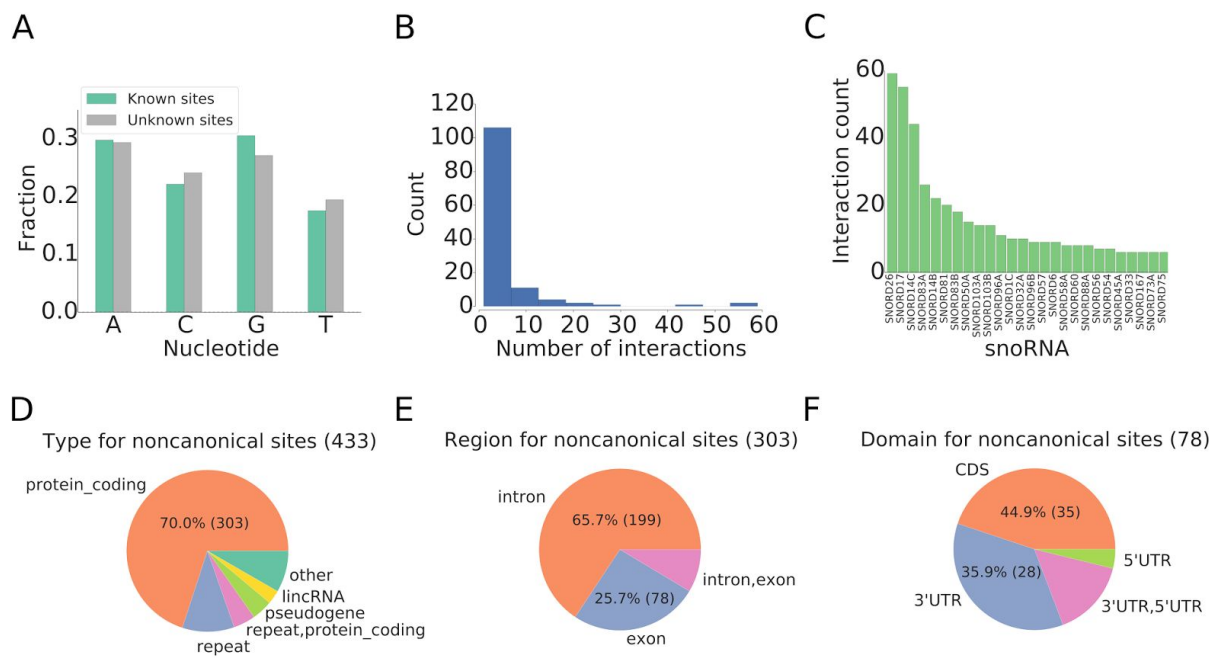 A
Known sites
Unknown sites
0.3
0.2
0.1
0.0
Fraction
A C G T
Nucleotide
B
120
100
80
60
40
20
0
Count
0 10 20 30 40 50 60
Number of interactions
C
60
40
20
0
Interaction count
SNORD26
SNORD17
SNORD14C
SNORD83A
SNORD14B
SNORD81
SNORD83B
SNORD50A
SNORD103A
SNORD103B
SNORD96A
SNORD101C
SNORD32A
SNORD96B
SNORD57
SNORD6
SNORD58A
SNORD60
SNORD88A
SNORD56
SNORD54
SNORD45A
SNORD33
SNORD167
SNORD73A
SNORD75
snoRNA
D
Type for noncanonical sites (433)
protein_coding
70.0% (303)
other
lincRNA
pseudogene
repeat,protein_coding
repeat
E
Region for noncanonical sites (303)
intron
65.7% (199)
intron,exon
25.7% (78)
exon
F
Domain for noncanonical sites (78)
CDS
44.9% (35)
5'UTR
35.9% (28)
3'UTR
3'UTR,5'UTR